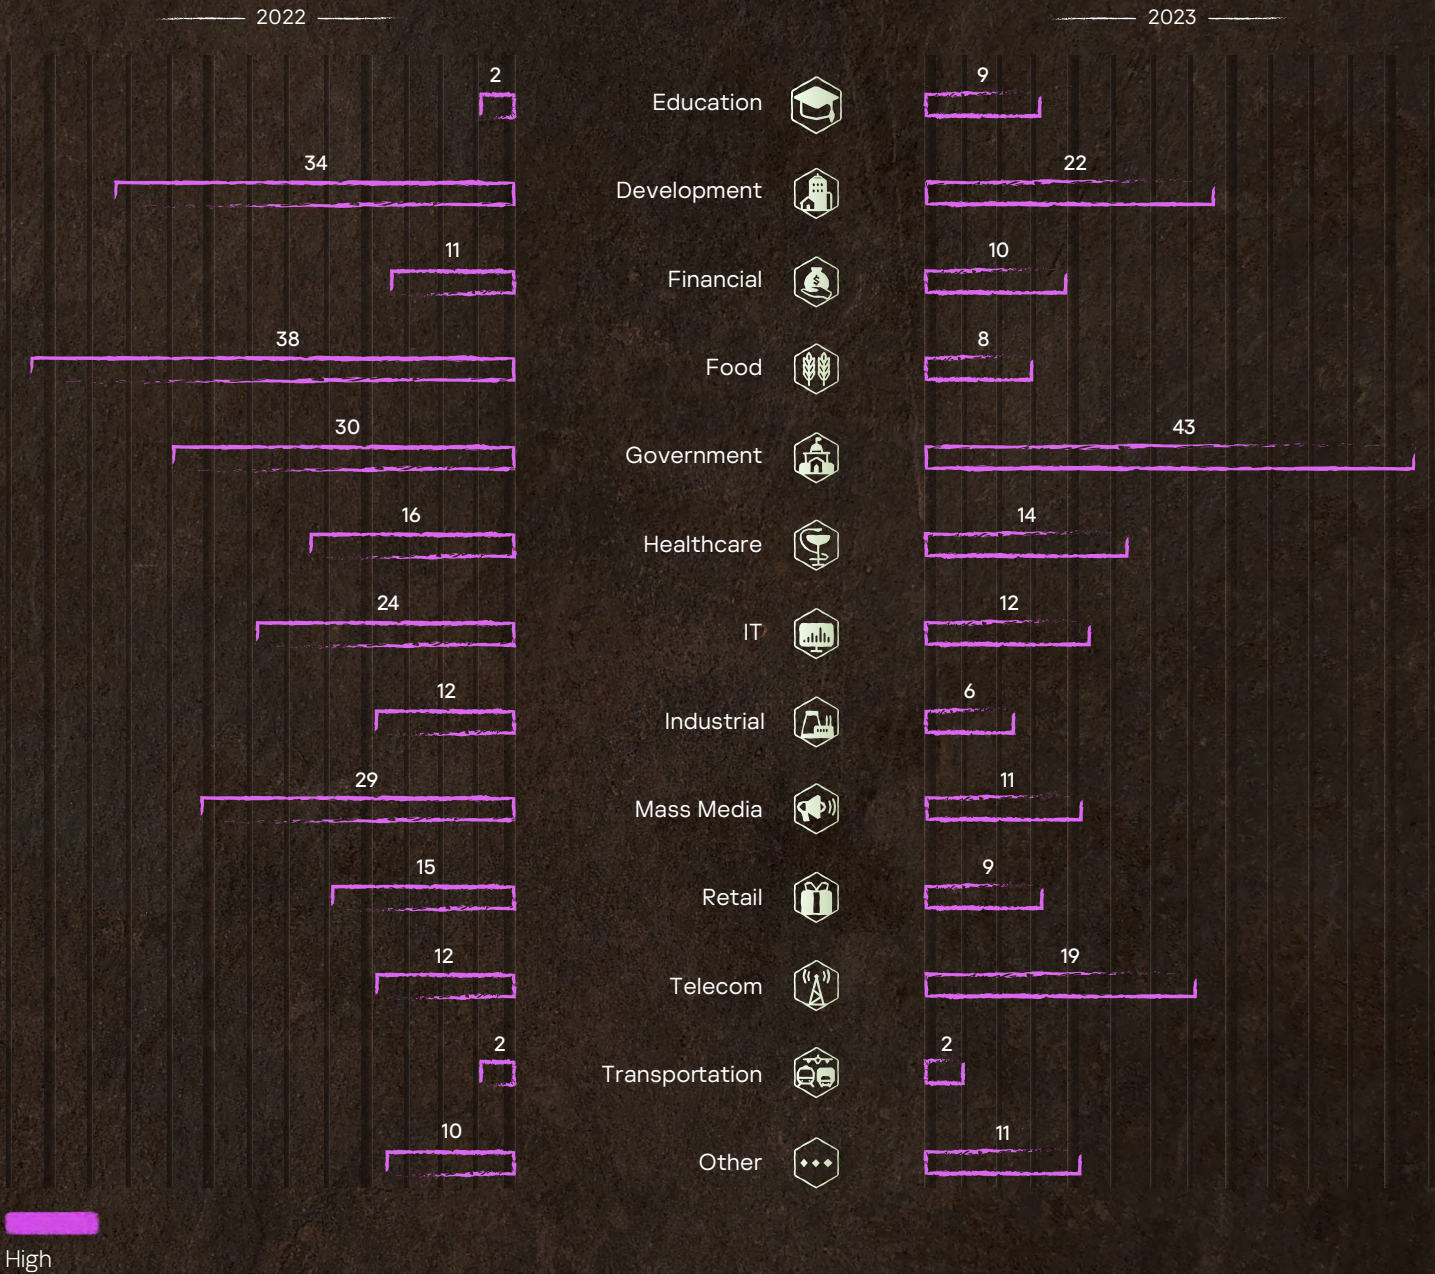 2022 2023
2 Education 9
34 Development 22
11 Financial 10
38 Food 8
30 Government 43
16 Healthcare 14
24 IT 12
12 Industrial 6
29 Mass Media 11
15 Retail 9
12 Telecom 19
2 Transportation 2
10 Other 11
High